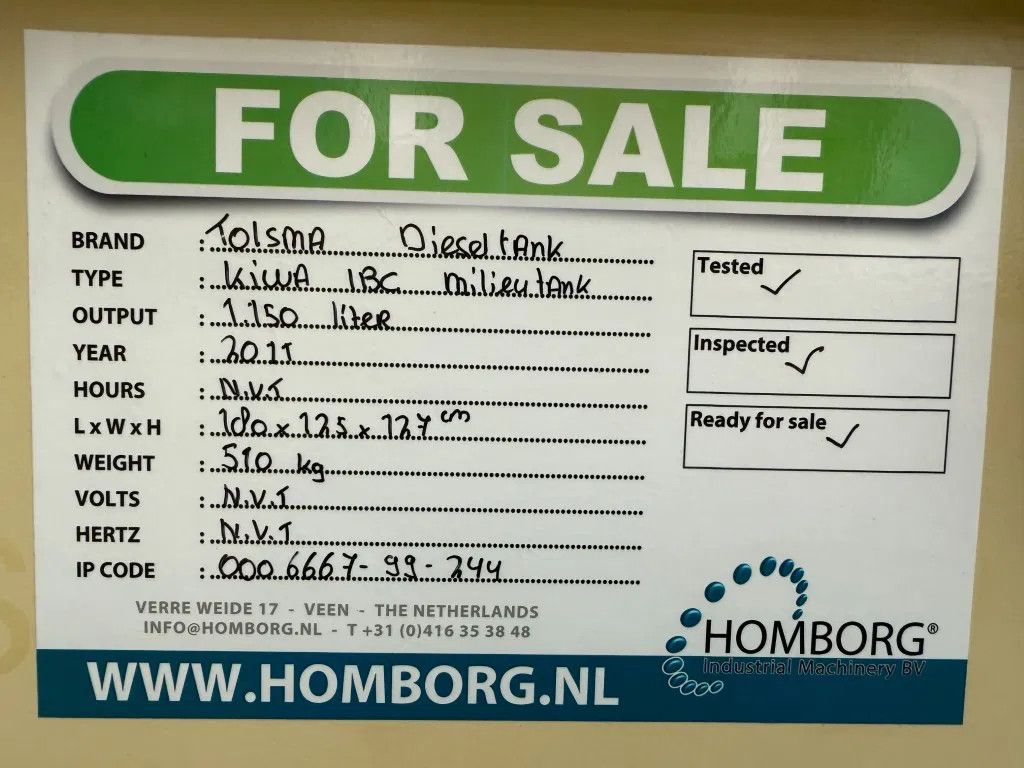 FOR SALE
BRAND : Tolsma Dieseltank
TYPE : KIWA IBC milieutank
OUTPUT : 1.150 liter
YEAR : 2011
HOURS : N.V.T
L x W x H : 180 x 125 x 127 cm
WEIGHT : 510 kg
VOLTS : N.V.T
HERTZ : N.V.T
IP CODE : 000 6667-99-244
Tested ✓
Inspected ✓
Ready for sale ✓
VERRE WEIDE 17 - VEEN - THE NETHERLANDS
INFO@HOMBORG.NL - T +31 (0)416 35 38 48
HOMBORG®
Industrial Machinery BV
WWW.HOMBORG.NL